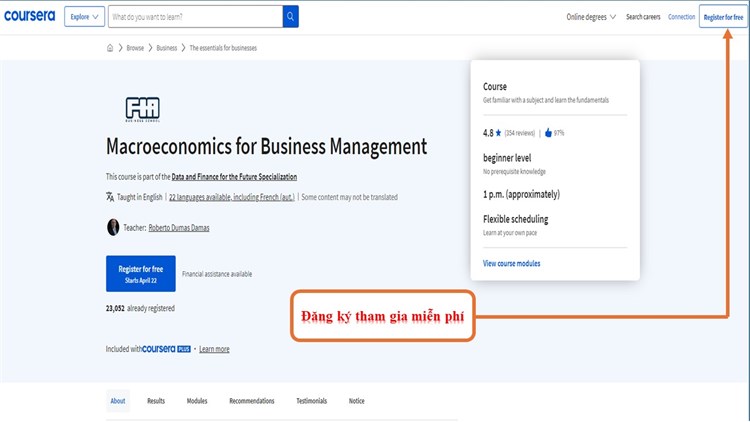 coursera
Explore
What do you want to learn?
Online degrees
Search careers
Connection
Register for free
Browse
Business
The essentials for businesses
FIA
Macroeconomics for Business Management
This course is part of the Data and Finance for the Future Specialization
Taught in English | 22 languages available, including French (aut.) | Some content may not be translated
Teacher: Roberto Dumas Damas
Register for free
Starts April 22
Financial assistance available
23,052 already registered
Included with coursera PLUS • Learn more
Course
Get familiar with a subject and learn the fundamentals
4.8 ★ (354 reviews) | 97%
beginner level
No prerequisite knowledge
1 p.m. (approximately)
Flexible scheduling
Learn at your own pace
View course modules
Đăng ký tham gia miễn phí
About
Results
Modules
Recommendations
Testimonials
Notice